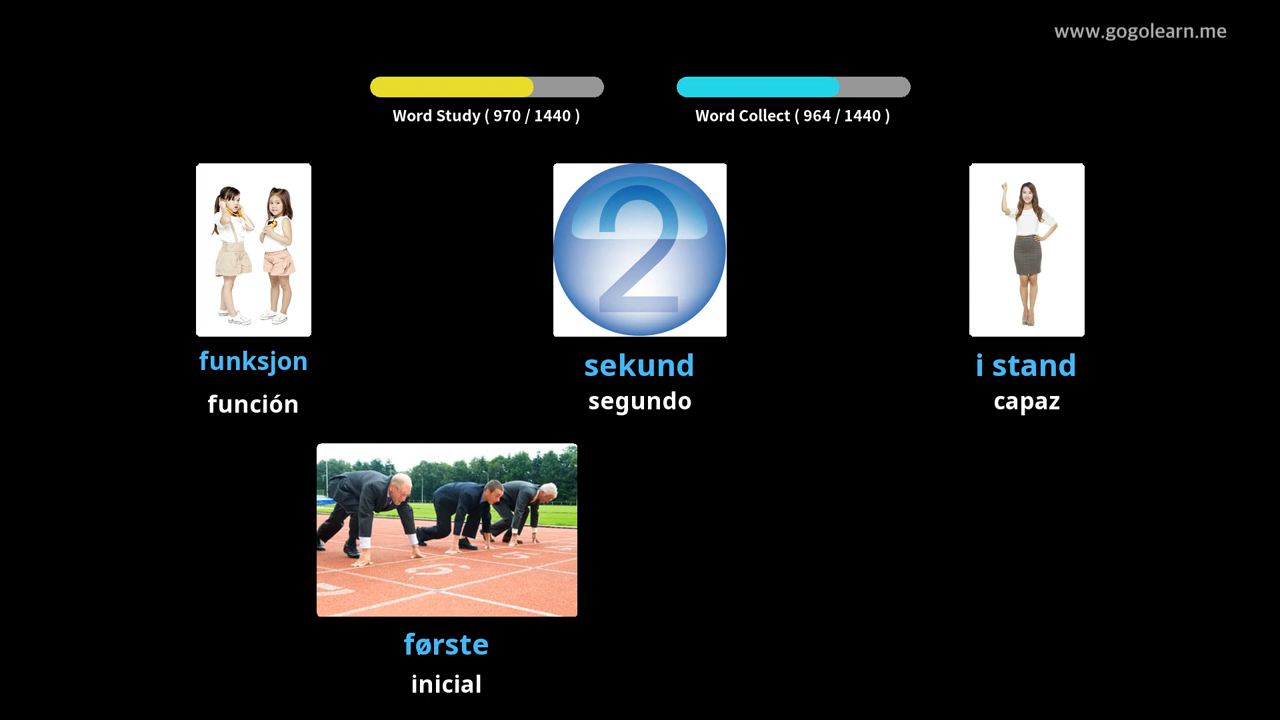 www.gogolearn.me
Word Study ( 970 / 1440 )
Word Collect ( 964 / 1440 )
2
funksjon
función
sekund
segundo
i stand
capaz
første
inicial